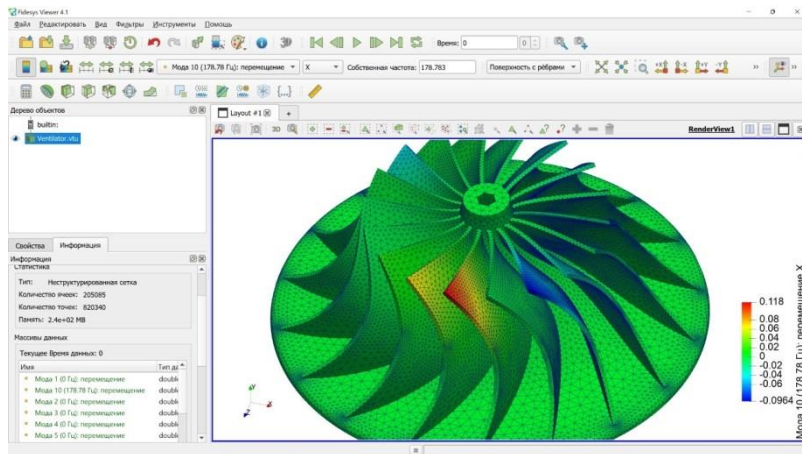 Fidesys Viewer 4.1
Файл Редактировать Вид Фильтры Инструменты Помощь
3D Время: 0 0
Мода 10 (178.78 Гц): перемещение X Собственная частота: 178.783 Поверхность с рёбрами +X -X +Y -Y »
{...}
Дерево объектов
builtin:
Ventilator.vtu
Layout #1 +
2D RenderView1
Свойства Информация
Информация
Статистика
Тип: Неструктурированная сетка
Количество ячеек: 205085
Количество точек: 820340
Память: 2.4e+02 MB
Массивы данных
Текущее Время данных: 0
Имя Тип да
Мода 1 (0 Гц): перемещение double
Мода 10 (178.78 Гц): перемещение double
Мода 2 (0 Гц): перемещение double
Мода 3 (0 Гц): перемещение double
Мода 4 (0 Гц): перемещение double
Мода 5 (0 Гц): перемещение double
Y
X
Z
0.118
0.08
0.06
0.04
0.02
0
-0.02
-0.04
-0.06
-0.0964
Мода 10 (178.78 Гц): перемещение X